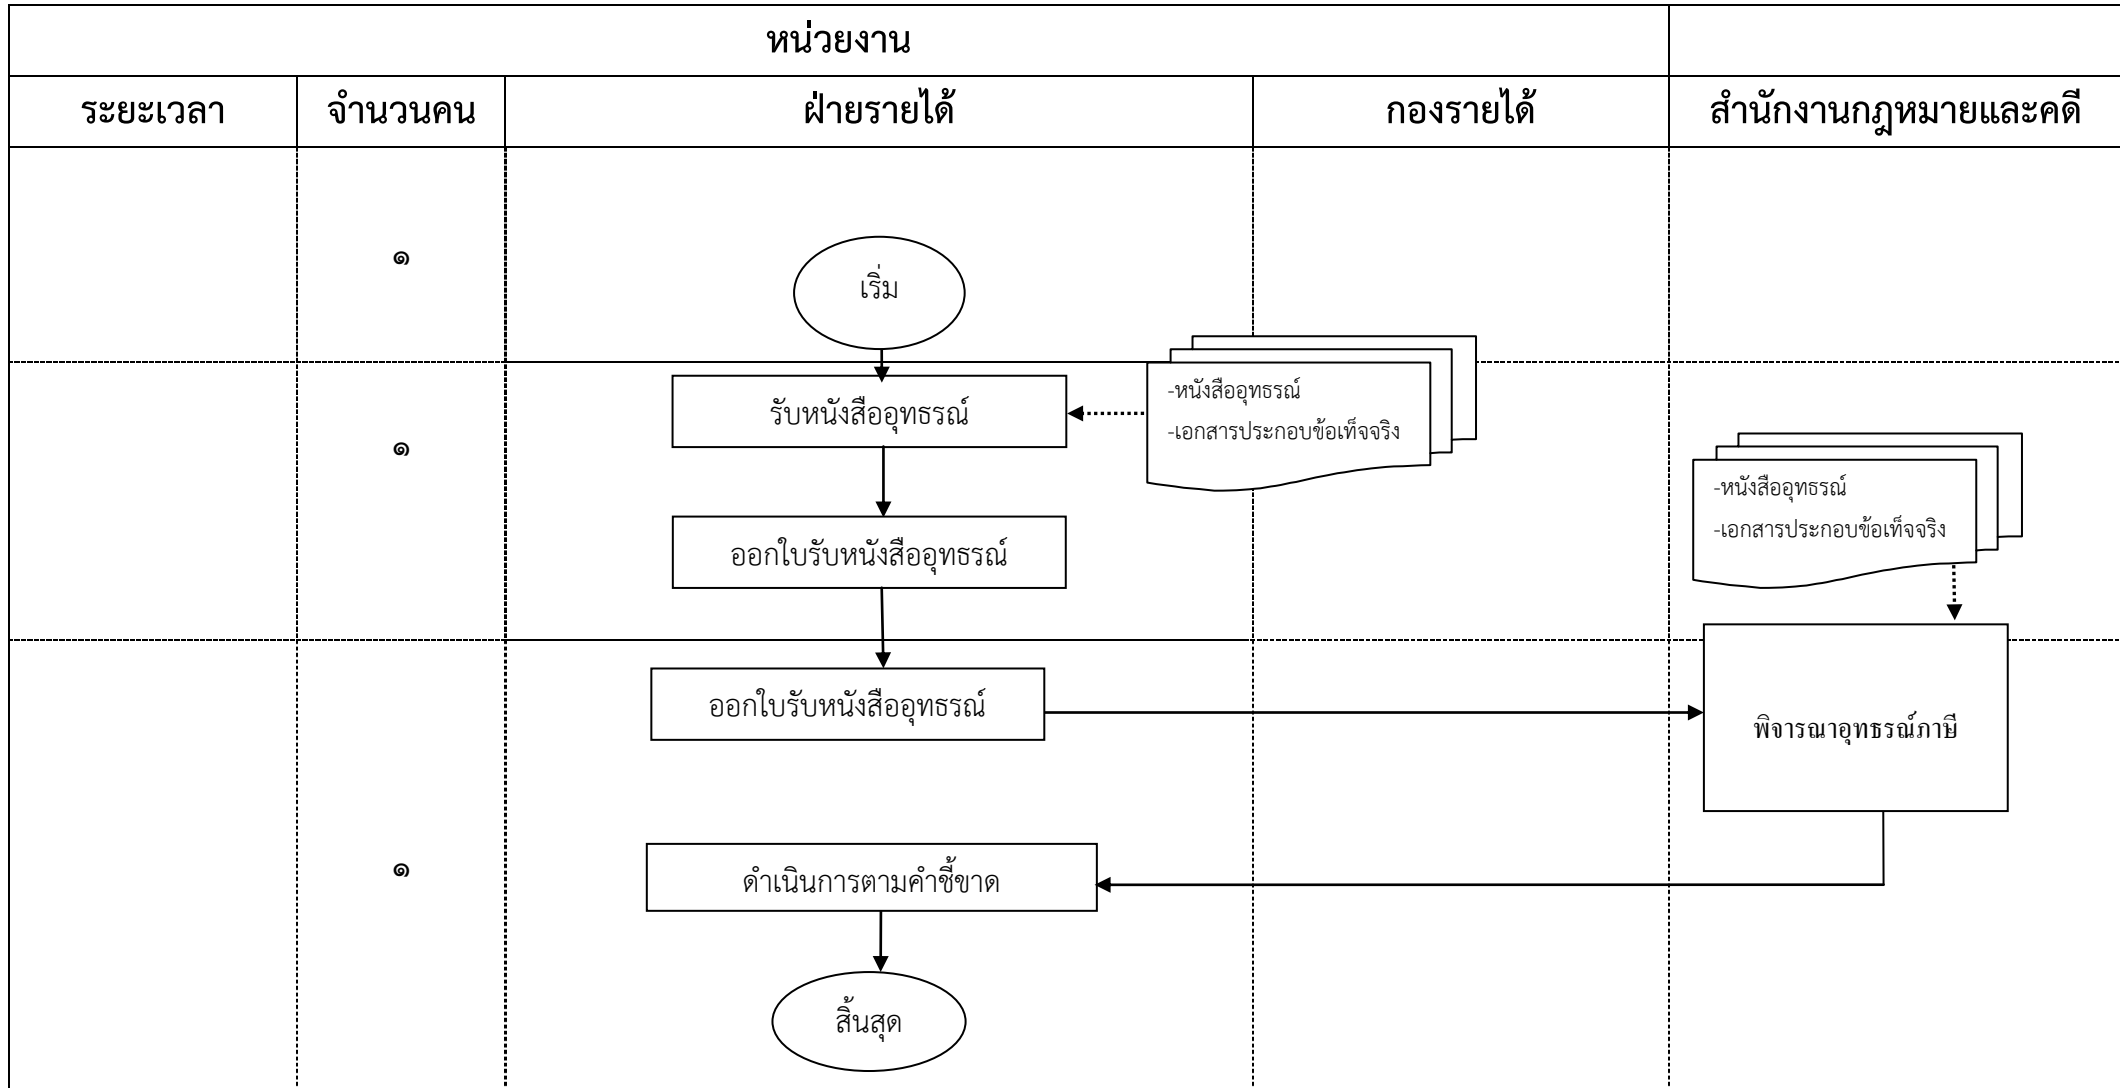 หน่วยงาน
ระยะเวลา จำนวนคน ฝ่ายรายได้ กองรายได้ สำนักงานกฎหมายและคดี
๑
เริ่ม
-หนังสืออุทธรณ์
-เอกสารประกอบข้อเท็จจริง
รับหนังสืออุทธรณ์
๑
-หนังสืออุทธรณ์
-เอกสารประกอบข้อเท็จจริง
ออกใบรับหนังสืออุทธรณ์
ออกใบรับหนังสืออุทธรณ์
พิจารณาอุทธรณ์ภาษี
๑
ดำเนินการตามคำชี้ขาด
สิ้นสุด